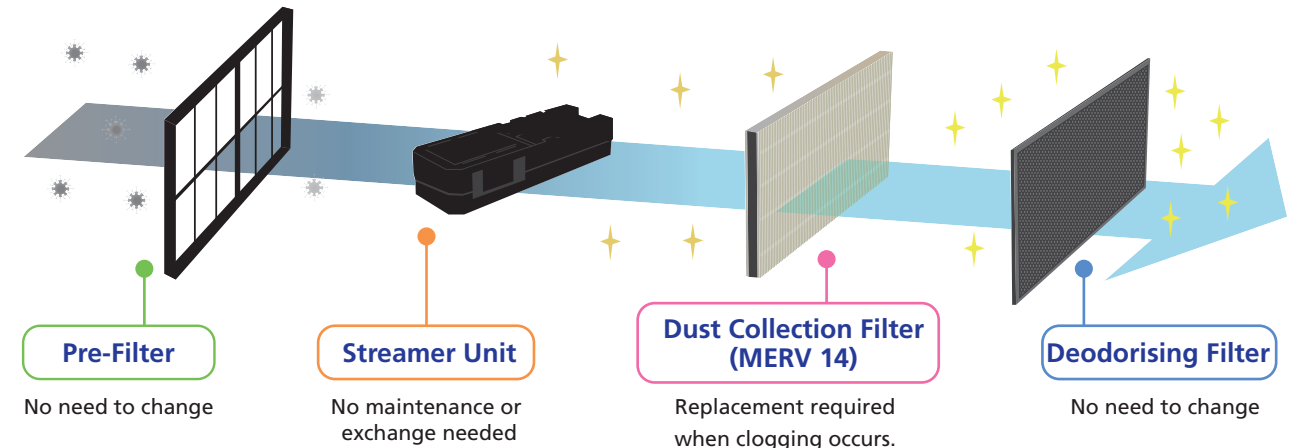 Pre-Filter
No need to change
Streamer Unit
No maintenance or
exchange needed
Dust Collection Filter
(MERV 14)
Replacement required
when clogging occurs.
Deodorising Filter
No need to change